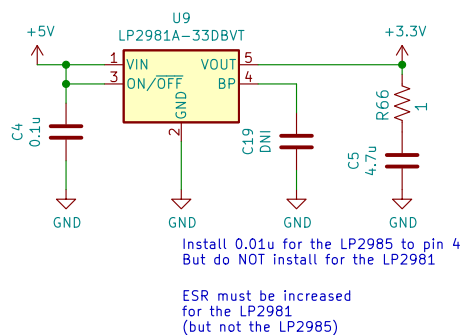 U9
LP2981A-33DBVT
+5V
+3.3V
1 VIN VOUT 5
3 ON/OFF BP 4
GND
2
C4
0.1u
C19
DNI
R66
1
C5
4.7u
GND
GND
GND
GND
Install 0.01u for the LP2985 to pin 4
But do NOT install for the LP2981
ESR must be increased
for the LP2981
(but not the LP2985)